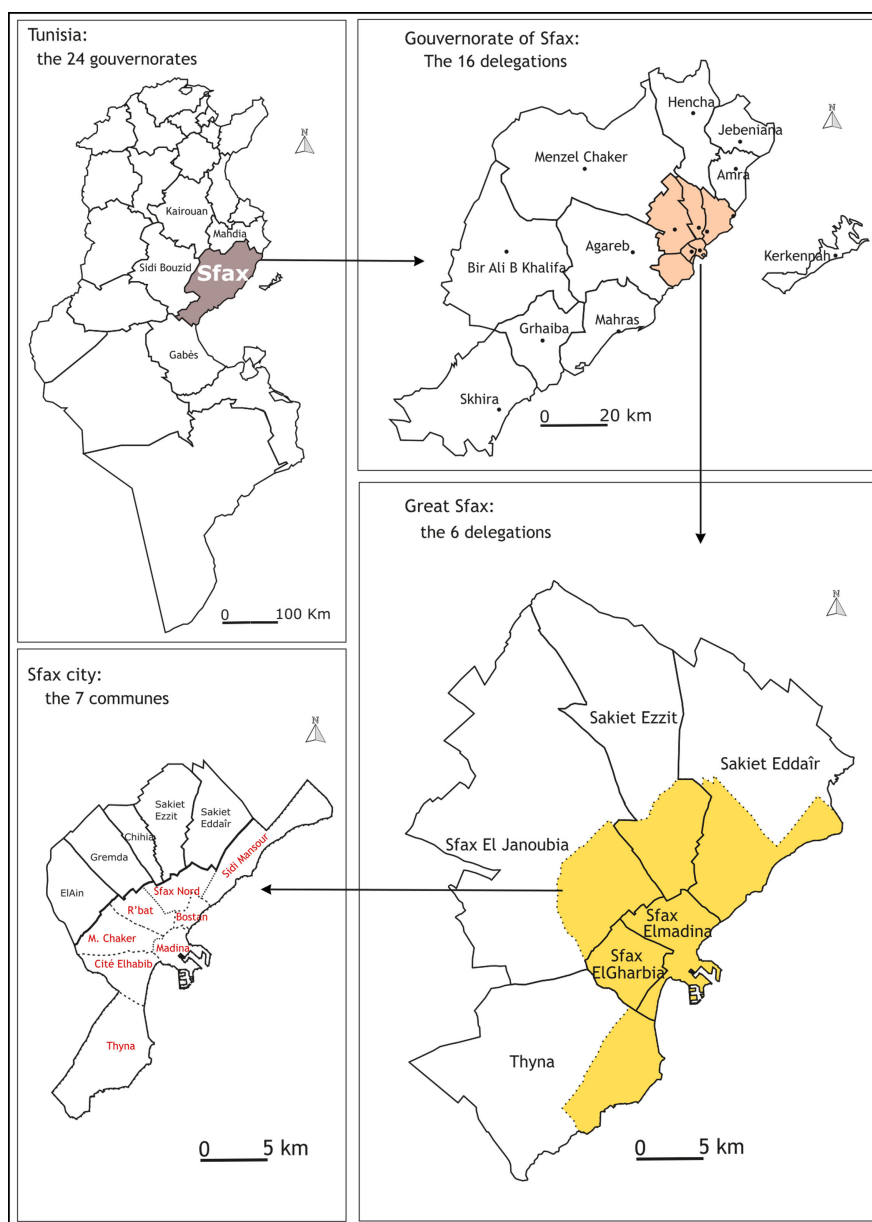 Tunisia:
the 24 gouvernorates
N
Kairouan
Mahdia
Sidi Bouzid
Sfax
Gabès
0 100 Km
Gouvernorate of Sfax:
The 16 delegations
Hencha
N
Jebeniana
Menzel Chaker
Amra
Agareb
Kerkennah
Bir Ali B Khalifa
Mahras
Grhaiba
Skhira
0 20 km
Great Sfax:
the 6 delegations
N
Sakiet Ezzit
Sakiet Eddaîr
Sfax El Janoubia
Sfax
Elmadina
Sfax
ElGharbia
Thyna
0 5 km
Sfax city:
the 7 communes
N
Sakiet
Ezzit
Sakiet
Eddaîr
Chihia
Gremda
ElAin
Sidi Mansour
Sfax Nord
R'bat
Bostan
M. Chaker
Madina
Cité Elhabib
Thyna
0 5 km